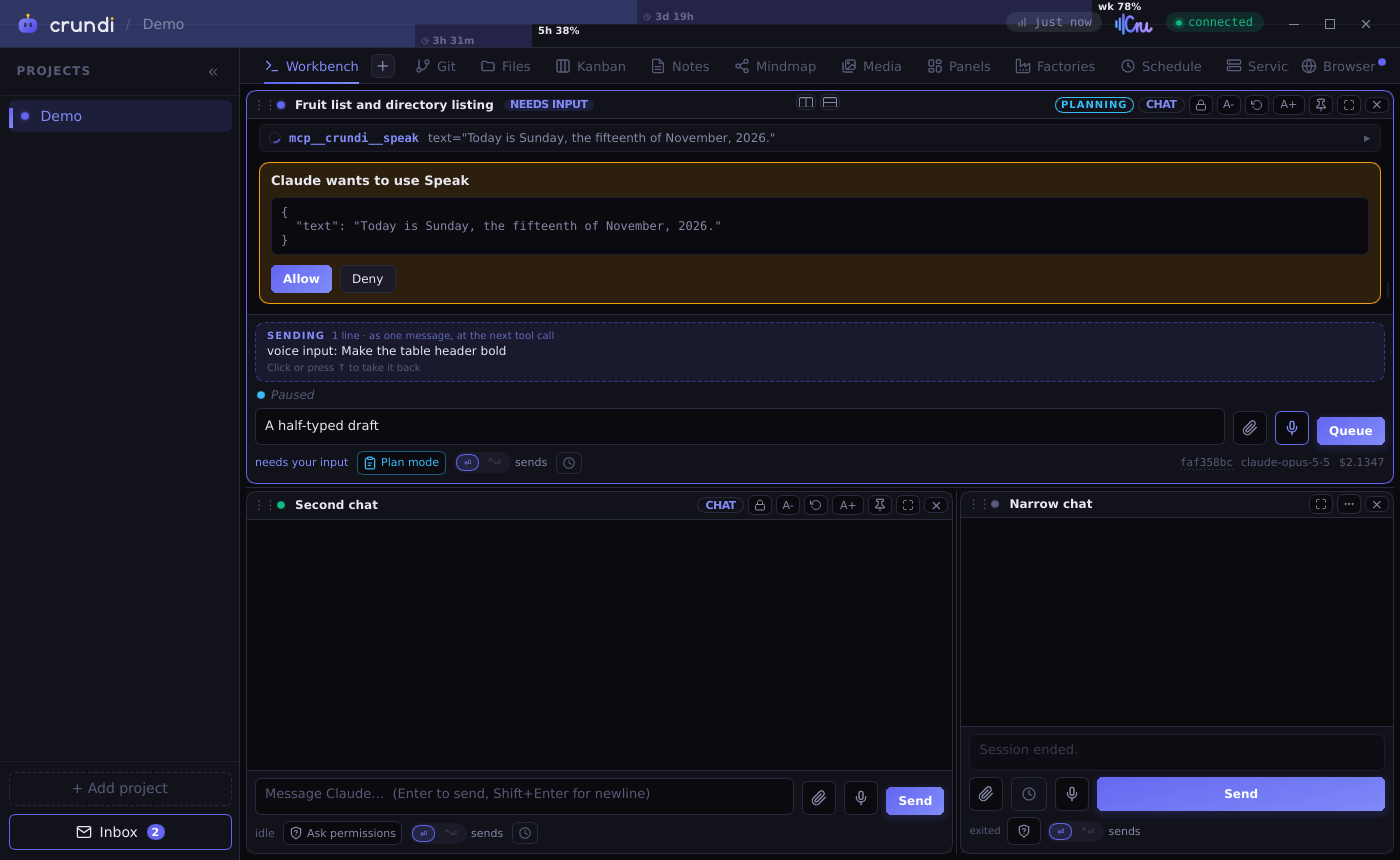 crundi / Demo
3h 31m
5h 38%
3d 19h
just now
wk 78%
Cru
connected
PROJECTS «
Demo
+ Add project
Inbox 2
Workbench + Git Files Kanban Notes Mindmap Media Panels Factories Schedule Servic Browser
Fruit list and directory listing NEEDS INPUT PLANNING CHAT A- A+
mcp__crundi__speak text="Today is Sunday, the fifteenth of November, 2026."
Claude wants to use Speak
{
"text": "Today is Sunday, the fifteenth of November, 2026."
}
Allow Deny
SENDING 1 line · as one message, at the next tool call
voice input: Make the table header bold
Click or press ↑ to take it back
Paused
A half-typed draft
Queue
needs your input Plan mode ⏎ ^⏎ sends faf358bc claude-opus-5-5 $2.1347
Second chat CHAT A- A+
Message Claude… (Enter to send, Shift+Enter for newline)
Send
idle Ask permissions ⏎ ^⏎ sends
Narrow chat
Session ended.
Send
exited ⏎ ^⏎ sends